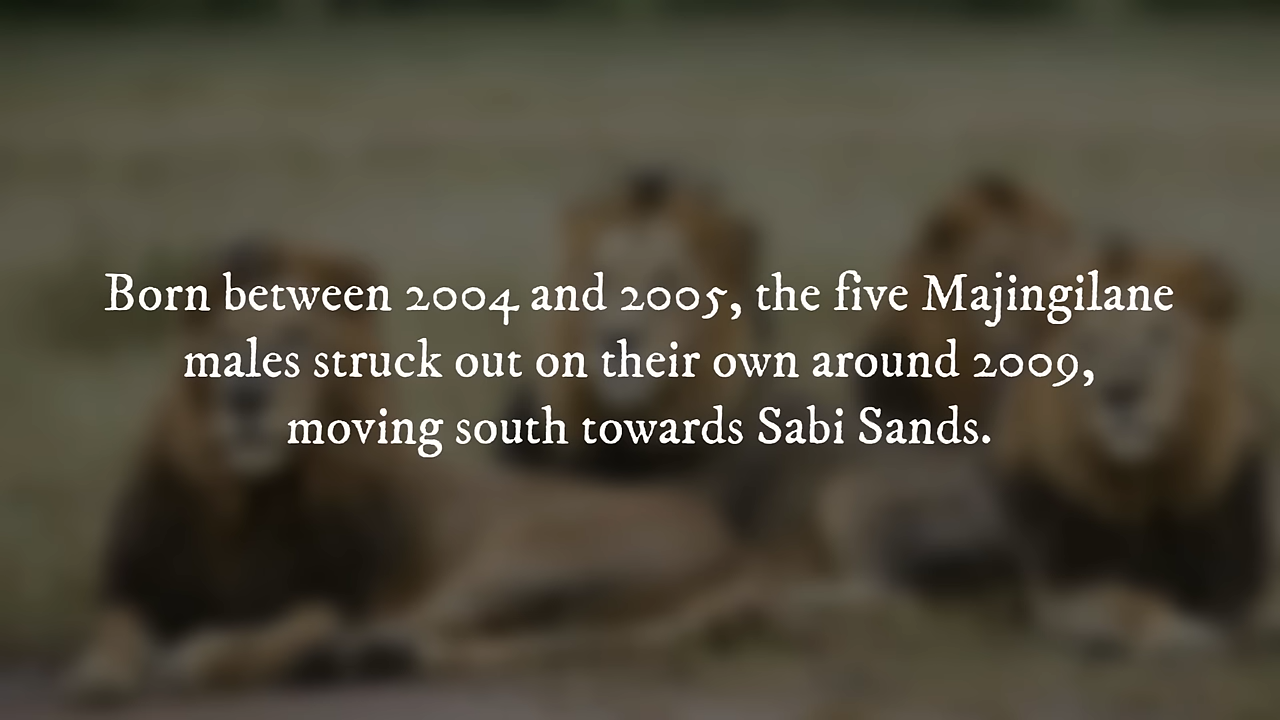 Born between 2004 and 2005, the five Majingilane
males struck out on their own around 2009,
moving south towards Sabi Sands.